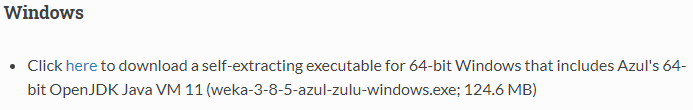 Windows
• Click here to download a self-extracting executable for 64-bit Windows that includes Azul's 64-
bit OpenJDK Java VM 11 (weka-3-8-5-azul-zulu-windows.exe; 124.6 MB)